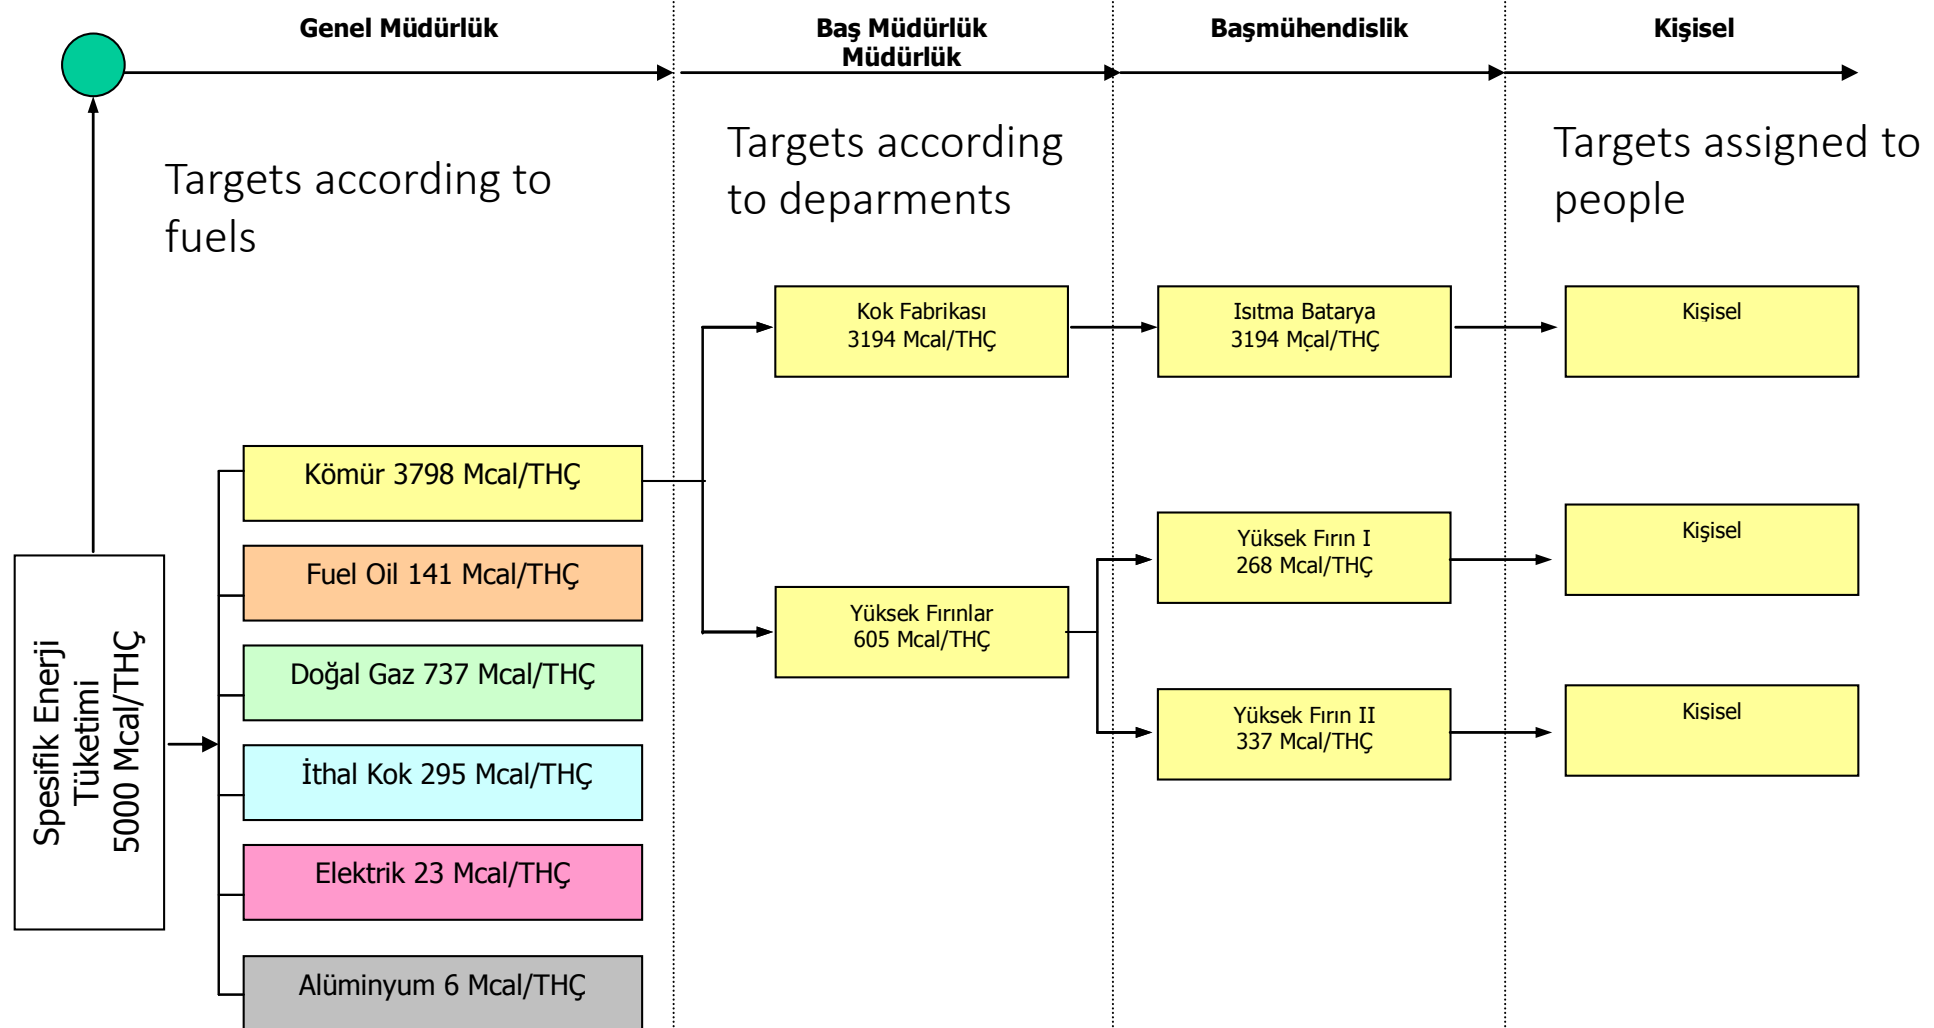 Genel Müdürlük
Baş Müdürlük
Müdürlük
Başmühendislik
Kişisel
Targets according to
fuels
Targets according
to deparments
Targets assigned to
people
Kok Fabrikası
3194 Mcal/THÇ
Isıtma Batarya
3194 Mçal/THÇ
Kişisel
Kömür 3798 Mcal/THÇ
Fuel Oil 141 Mcal/THÇ
Doğal Gaz 737 Mcal/THÇ
İthal Kok 295 Mcal/THÇ
Elektrik 23 Mcal/THÇ
Alüminyum 6 Mcal/THÇ
Spesifik Enerji
Tüketimi
5000 Mcal/THÇ
Yüksek Fırınlar
605 Mcal/THÇ
Yüksek Fırın I
268 Mcal/THÇ
Kişisel
Yüksek Fırın II
337 Mcal/THÇ
Kişisel